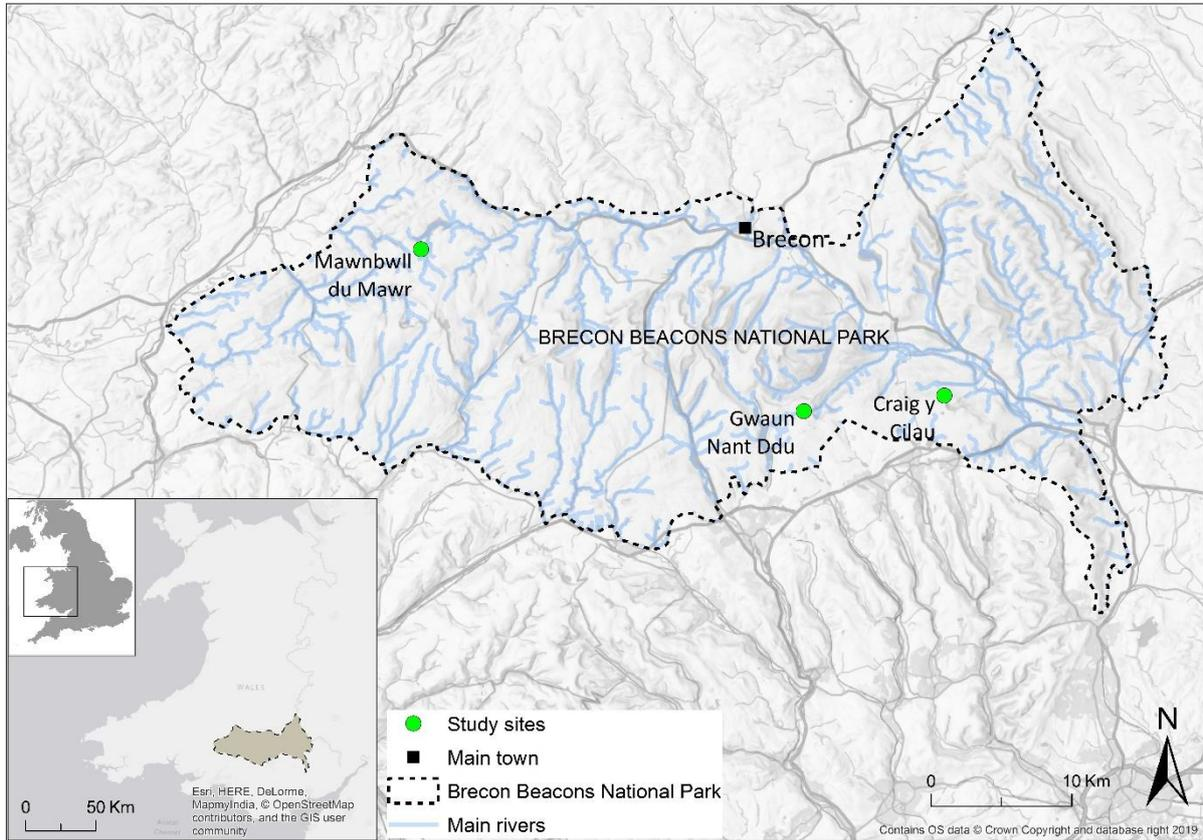 Brecon
Mawnbwll
du Mawr
BRECON BEACONS NATIONAL PARK
Craig y
Cilau
Gwaun
Nant Ddu
WALES
Study sites
Main town
Brecon Beacons National Park
Main rivers
Esri, HERE, DeLorme,
MapmyIndia, © OpenStreetMap
contributors, and the GIS user
community
0 50 Km
N
0 10 Km
Contains OS data © Crown Copyright and database right 2018